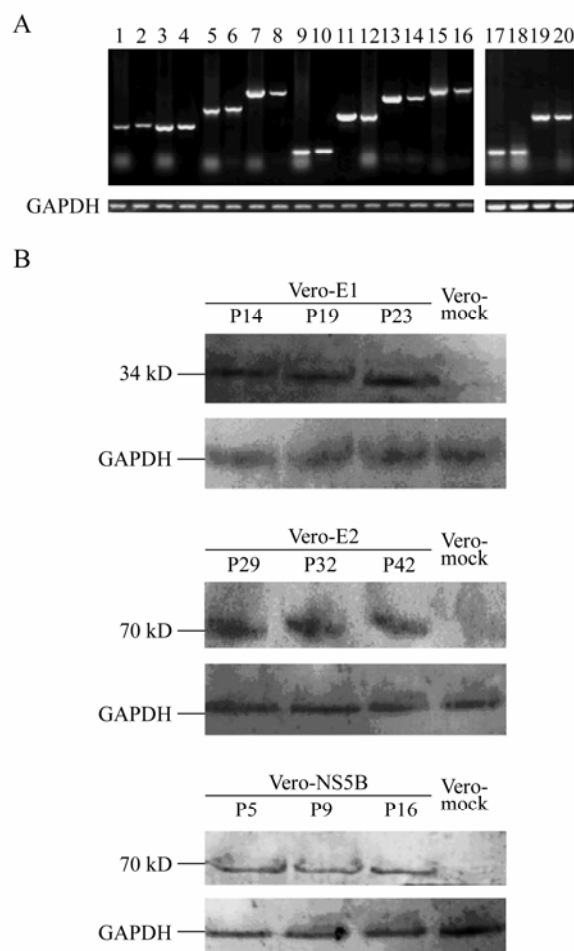 A
1 2 3 4 5 6 7 8 9 10 11 12 13 14 15 16 17 18 19 20
GAPDH
B
Vero-E1
Vero-
mock
P14 P19 P23
34 kD
GAPDH
Vero-E2
Vero-
mock
P29 P32 P42
70 kD
GAPDH
Vero-NS5B
Vero-
mock
P5 P9 P16
70 kD
GAPDH